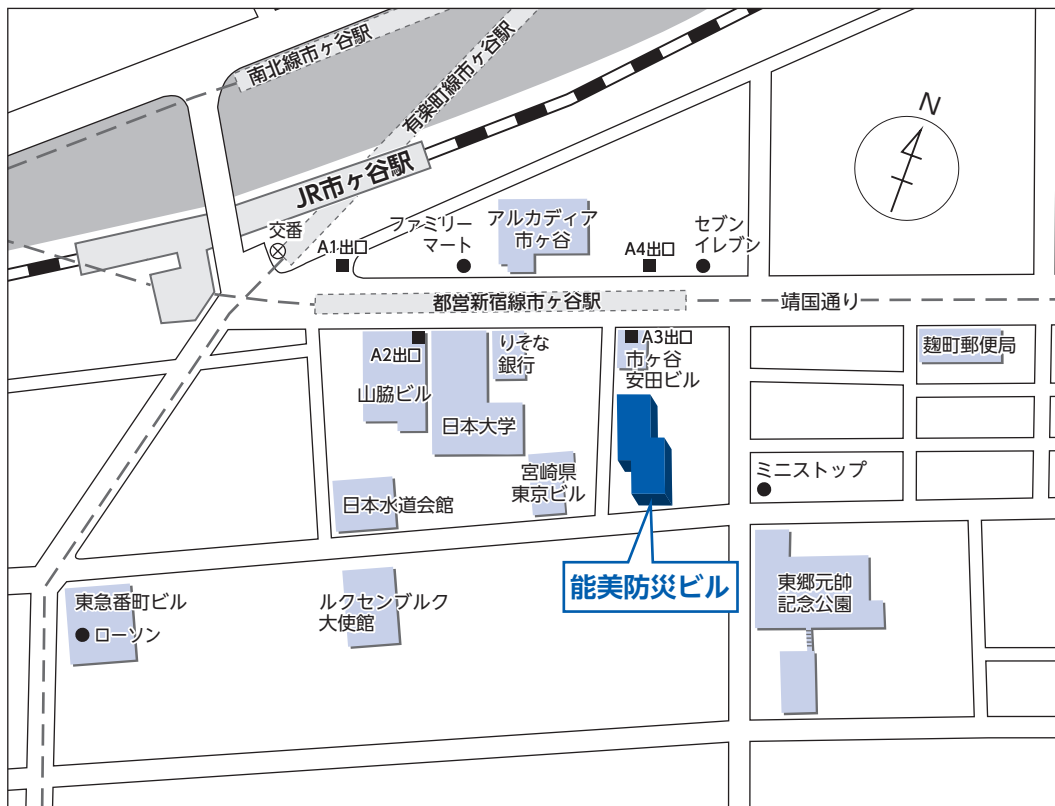 南北線市ヶ谷駅
有楽町線市ヶ谷駅
N
JR市ヶ谷駅
交番
A1出口
ファミリー
マート
アルカディア
市ヶ谷
A4出口
セブン
イレブン
都営新宿線市ヶ谷駅
靖国通り
A2出口
山脇ビル
りそな
銀行
日本大学
A3出口
市ヶ谷
安田ビル
麹町郵便局
日本水道会館
宮崎県
東京ビル
ミニストップ
能美防災ビル
東急番町ビル
ローソン
ルクセンブルク
大使館
東郷元帥
記念公園